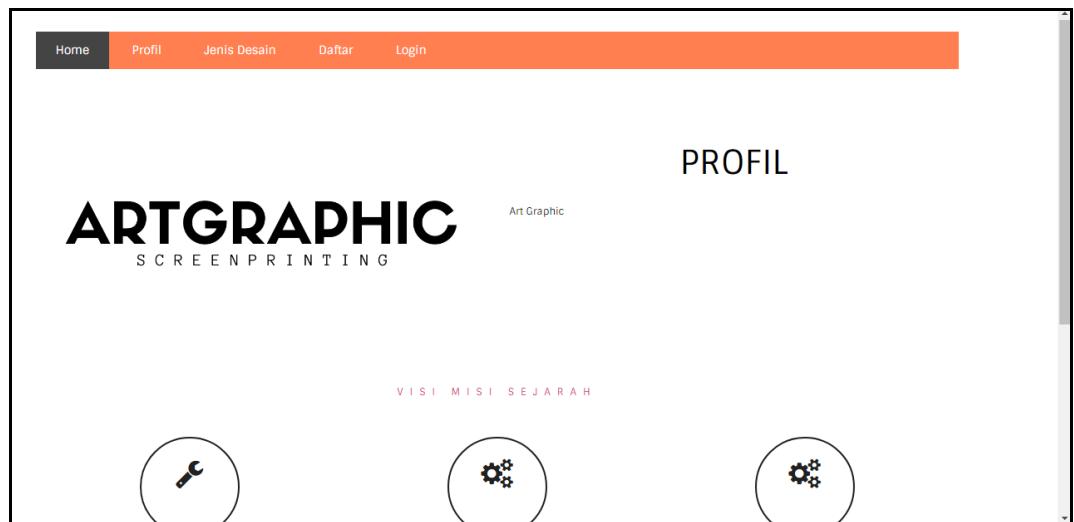 Home Profil Jenis Desain Daftar Login
PROFIL
ARTGRAPHIC
SCREENPRINTING
Art Graphic
VISI MISI SEJARAH